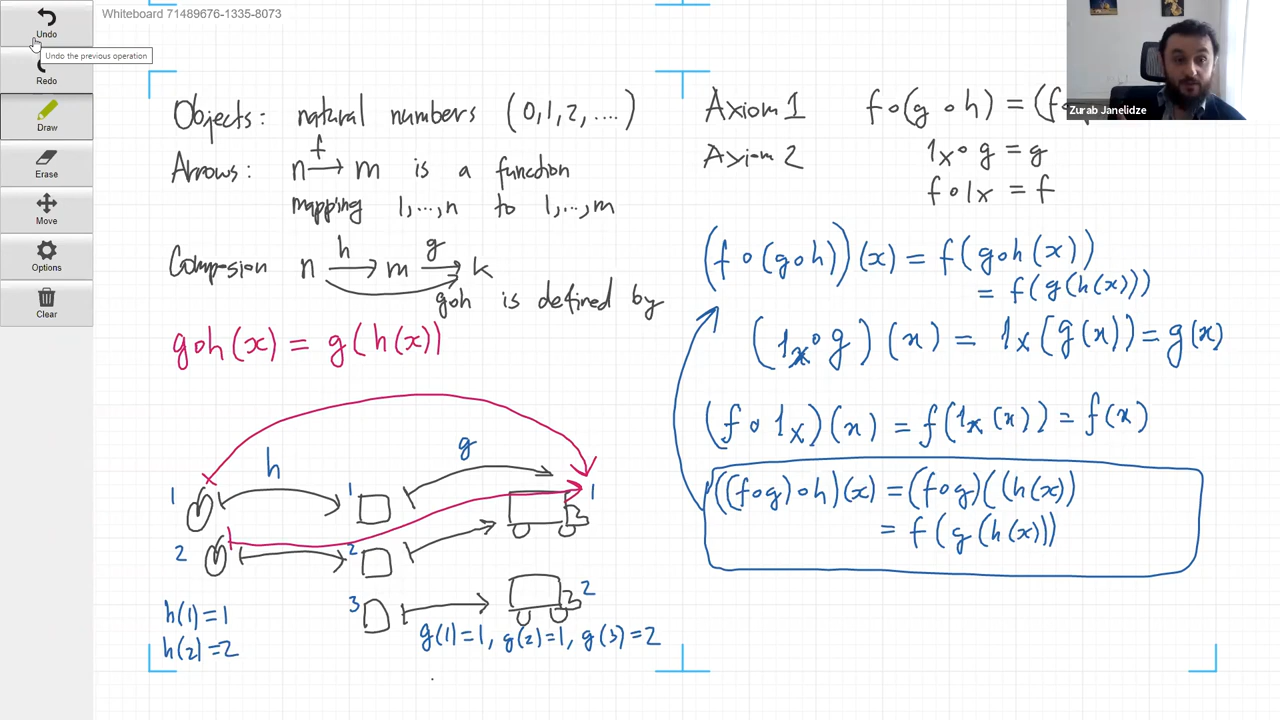 Whiteboard 71489676-1335-8073
Undo
Undo the previous operation
Redo
Draw
Erase
Move
Options
Clear
Zurab Janelidze
Objects: natural numbers (0,1,2, ....)
Arrows: n —f→ m is a function
mapping 1,...,n to 1,...,m
n —h→ m —g→ k
goh is defined by
goh(x) = g(h(x))
h
g
1
1
1
2
2
3
2
h(1)=1
h(2)=2
g(1)=1, g(2)=1, g(3)=2
Axiom 1 f∘(g∘h) = (fo
Axiom 2 1x∘g = g
f∘1x = f
(f∘(g∘h))(x) = f(g∘h(x))
= f(g(h(x)))
(1x∘g)(x) = 1x(g(x)) = g(x)
(f∘1x)(x) = f(1x(x)) = f(x)
((f∘g)∘h)(x) = (f∘g)((h(x))
= f(g(h(x))